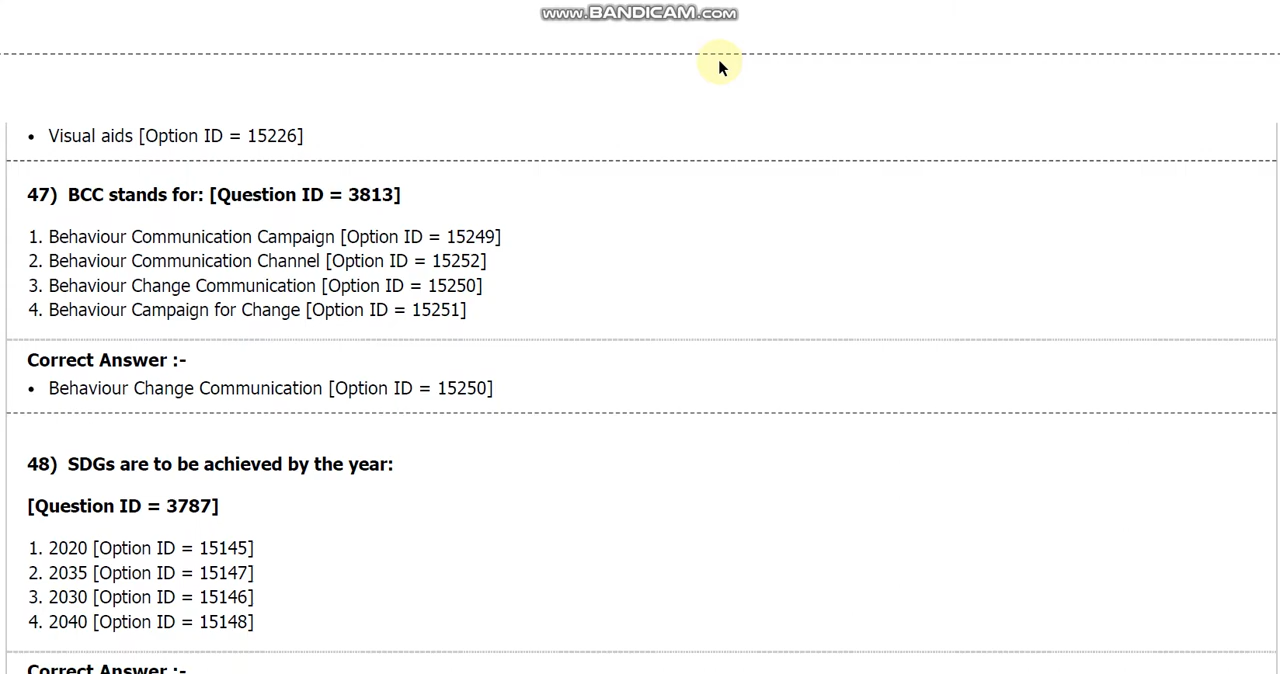 www.BANDICAM.com
• Visual aids [Option ID = 15226]
47) BCC stands for: [Question ID = 3813]
1. Behaviour Communication Campaign [Option ID = 15249]
2. Behaviour Communication Channel [Option ID = 15252]
3. Behaviour Change Communication [Option ID = 15250]
4. Behaviour Campaign for Change [Option ID = 15251]
Correct Answer :-
• Behaviour Change Communication [Option ID = 15250]
48) SDGs are to be achieved by the year:
[Question ID = 3787]
1. 2020 [Option ID = 15145]
2. 2035 [Option ID = 15147]
3. 2030 [Option ID = 15146]
4. 2040 [Option ID = 15148]
Correct Answer :-